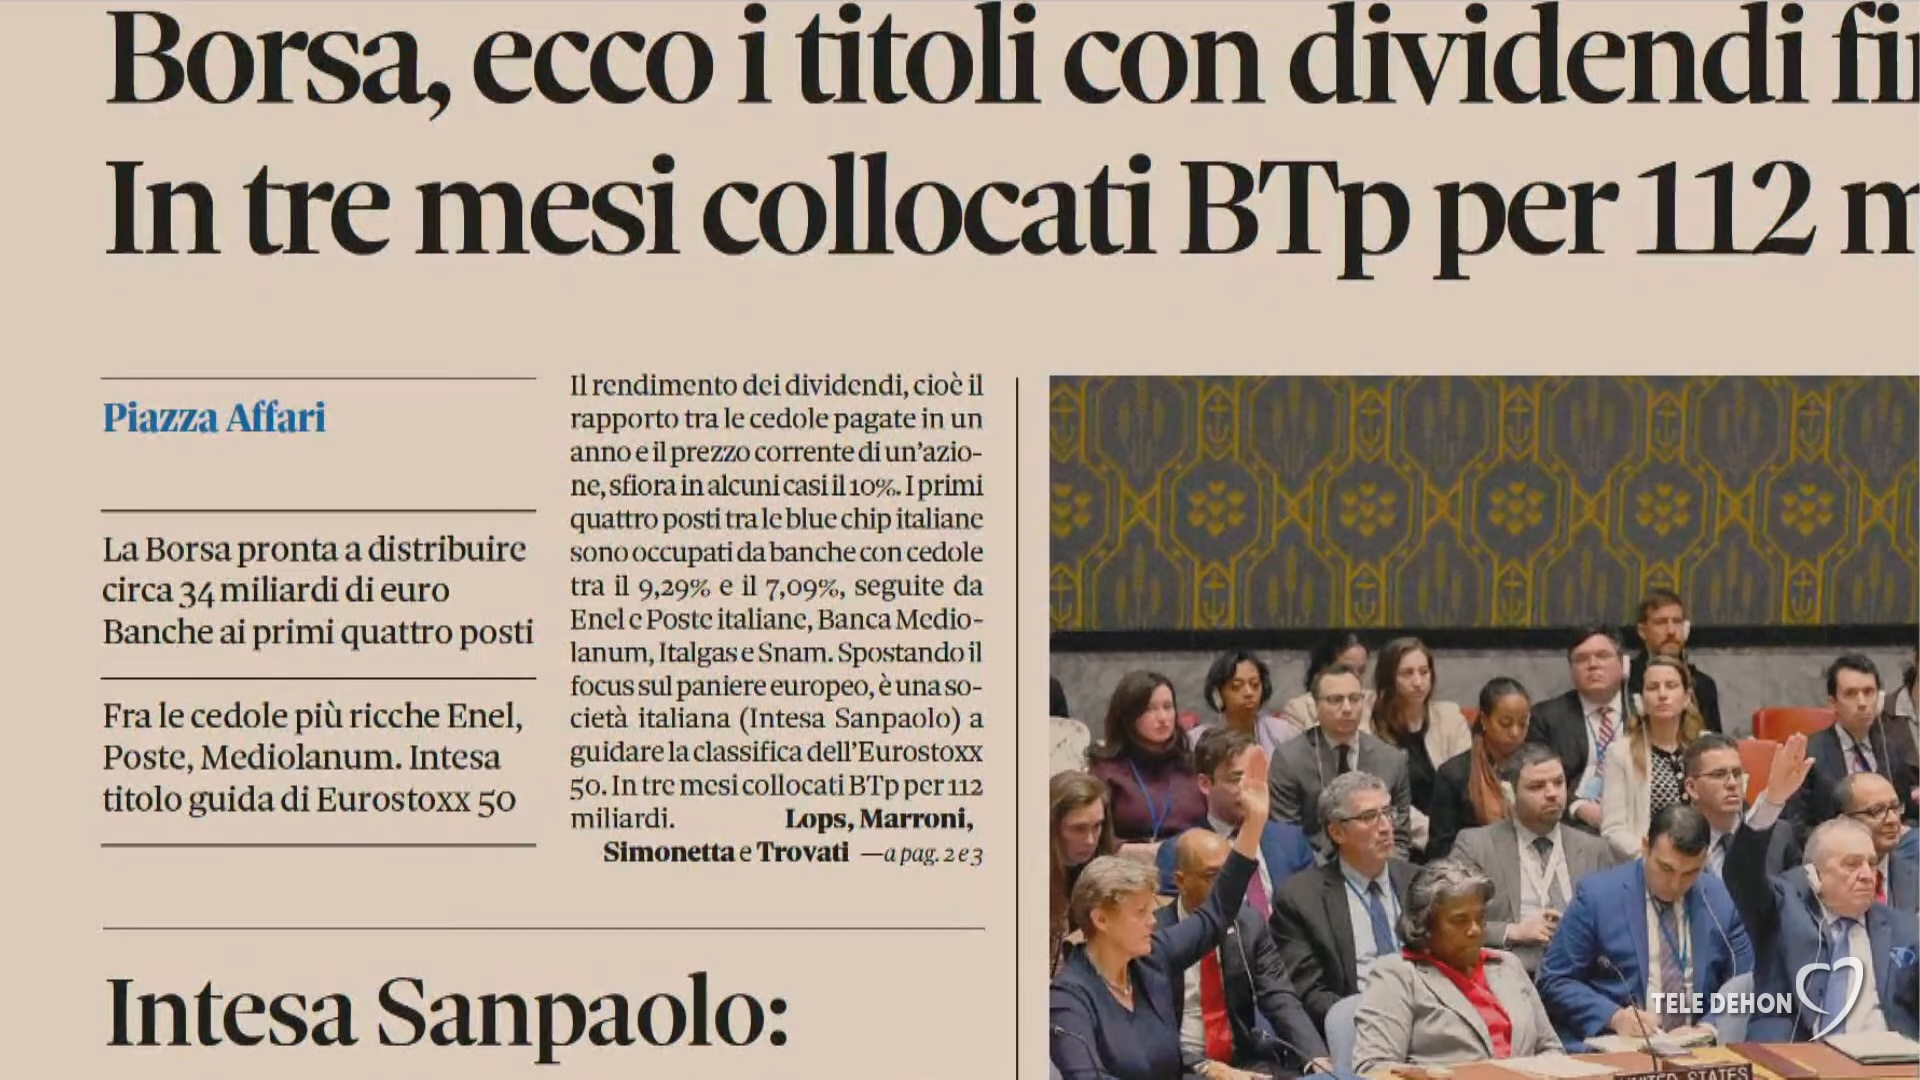 Borsa, ecco i titoli con dividendi
In tre mesi collocati BTp per 112
Piazza Affari
La Borsa pronta a distribuire
circa 34 miliardi di euro
Banche ai primi quattro posti
Fra le cedole più ricche Enel,
Poste, Mediolanum. Intesa
titolo guida di Eurostoxx 50
Il rendimento dei dividendi, cioè il
rapporto tra le cedole pagate in un
anno e il prezzo corrente di un'azio-
ne, sfiora in alcuni casi il 10%. I primi
quattro posti tra le blue chip italiane
sono occupati da banche con cedole
tra il 9,29% e il 7,09%, seguite da
Enel e Poste italiane, Banca Medio-
lanum, Italgas e Snam. Spostando il
focus sul paniere europeo, è una so-
cietà italiana (Intesa Sanpaolo) a
guidare la classifica dell'Eurostoxx
50. In tre mesi collocati BTp per 112
miliardi. Lops, Marroni,
Simonetta e Trovati —a pag. 2 e 3
Intesa Sanpaolo:
UNITED STATES
TELE DEHON